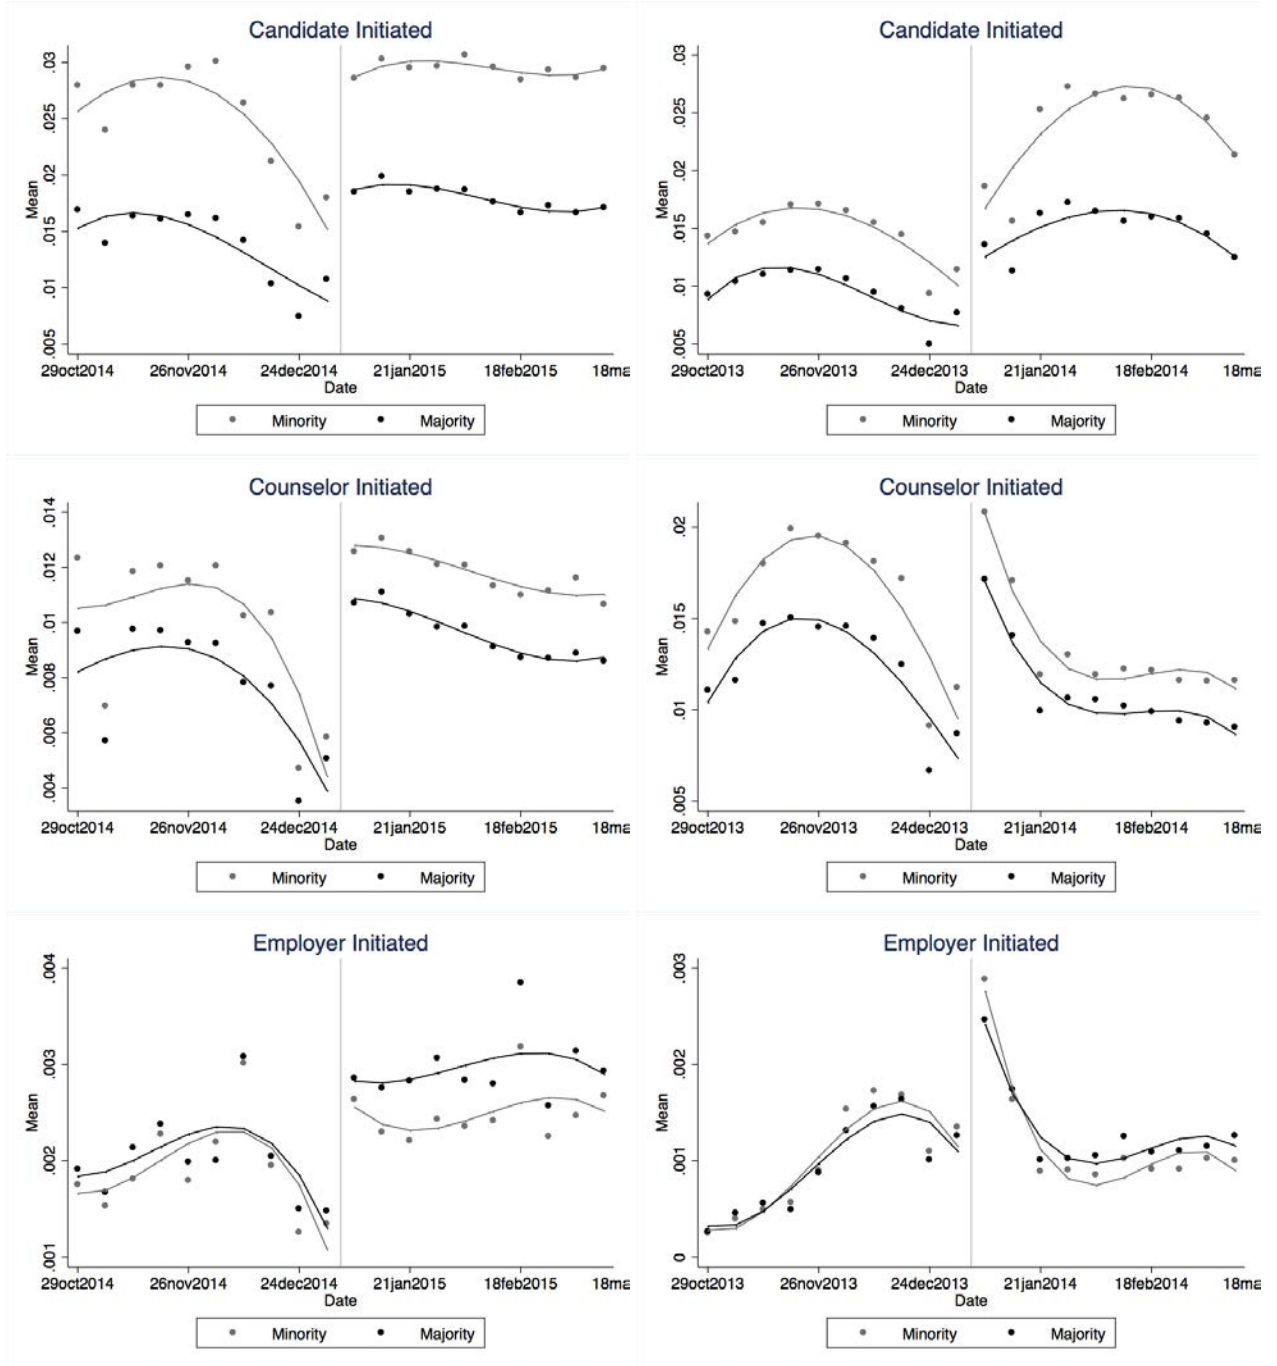 Candidate Initiated
Mean
.005 .01 .015 .02 .025 .03
29oct2014 26nov2014 24dec2014 21jan2015 18feb2015 18ma
Date
Minority Majority
Candidate Initiated
Mean
.005 .01 .015 .02 .025 .03
29oct2013 26nov2013 24dec2013 21jan2014 18feb2014 18ma
Date
Minority Majority
Counselor Initiated
Mean
.004 .006 .008 .01 .012 .014
29oct2014 26nov2014 24dec2014 21jan2015 18feb2015 18ma
Date
Minority Majority
Counselor Initiated
Mean
.005 .01 .015 .02
29oct2013 26nov2013 24dec2013 21jan2014 18feb2014 18ma
Date
Minority Majority
Employer Initiated
Mean
.001 .002 .003 .004
29oct2014 26nov2014 24dec2014 21jan2015 18feb2015 18ma
Date
Minority Majority
Employer Initiated
Mean
0 .001 .002 .003
29oct2013 26nov2013 24dec2013 21jan2014 18feb2014 18ma
Date
Minority Majority